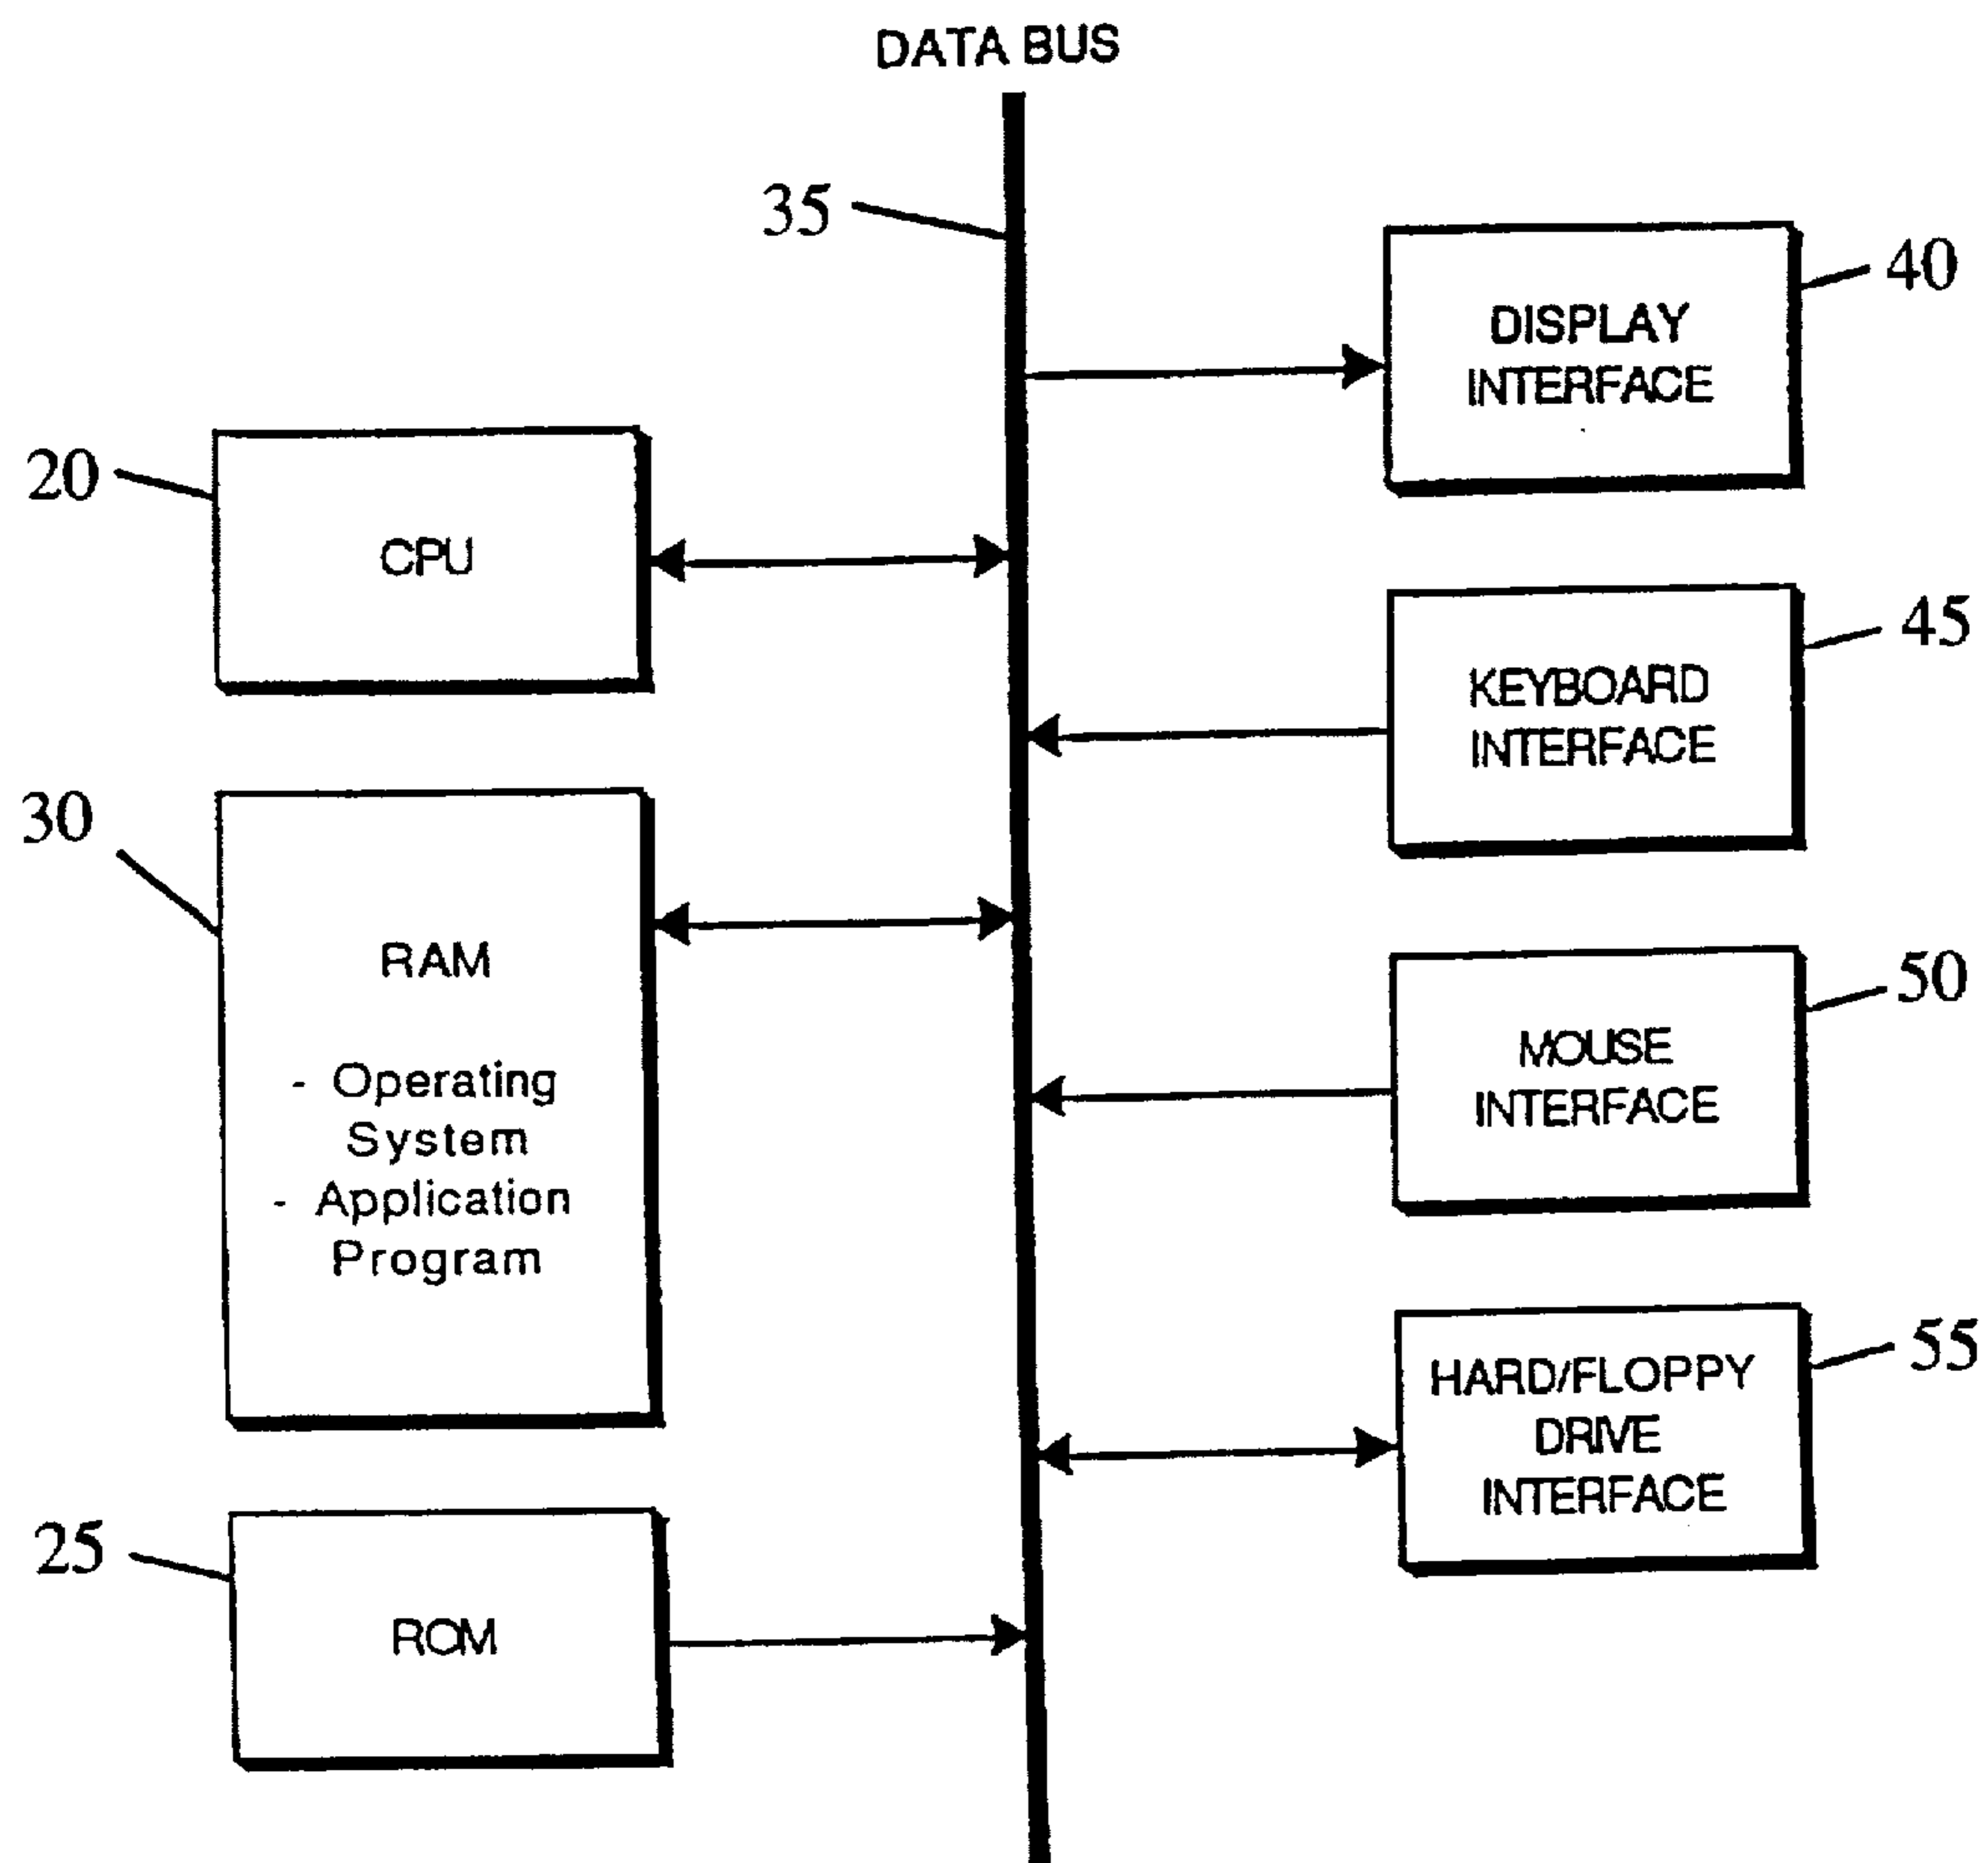 DATA BUS
35
40
DISPLAY
INTERFACE
20
CPU
45
KEYBOARD
INTERFACE
30
RAM
- Operating
System
- Application
Program
50
MOUSE
INTERFACE
55
HARD/FLOPPY
DRIVE
INTERFACE
25
ROM